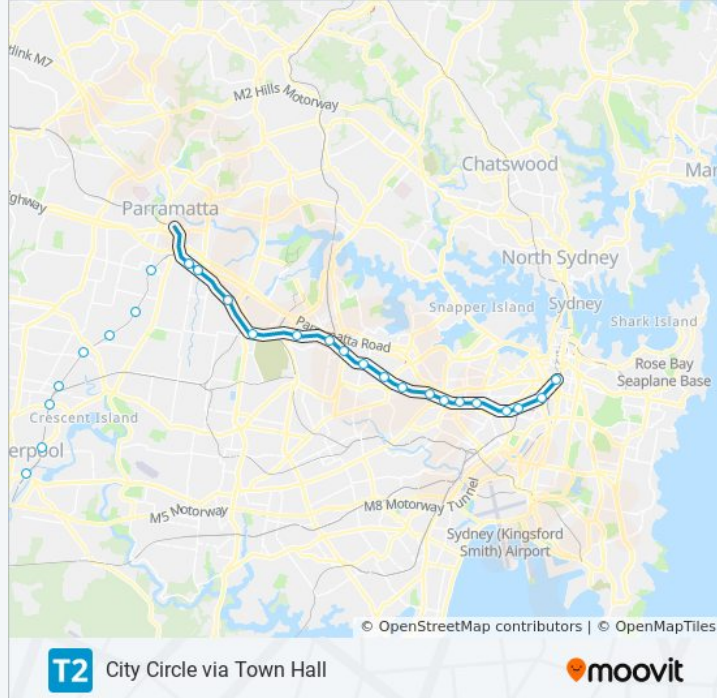 tlink M7
M2 Hills Motorway
Chatswood
Ma
ighway
Parramatta
North Sydney
Sydney
Snapper Island
Shark Island
Parramatta Road
Rose Bay
Seaplane Base
Crescent Island
erpool
M5 Motorway
M8 Motorway Tunnel
Sydney (Kingsford
Smith) Airport
© OpenStreetMap contributors | © OpenMapTiles
T2 City Circle via Town Hall
moovit